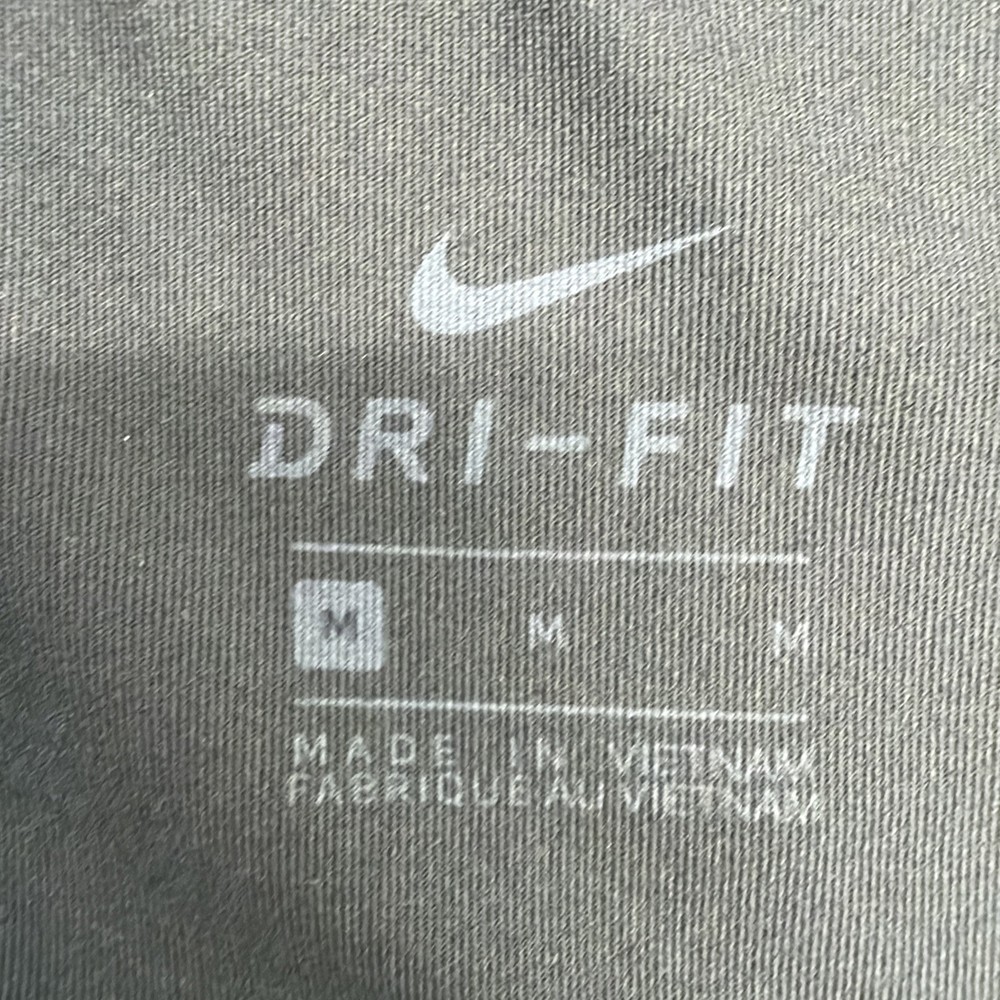 DRI-FIT
M M M
MADE IN VIETNAM
FABRIQUE AU VIETNAM